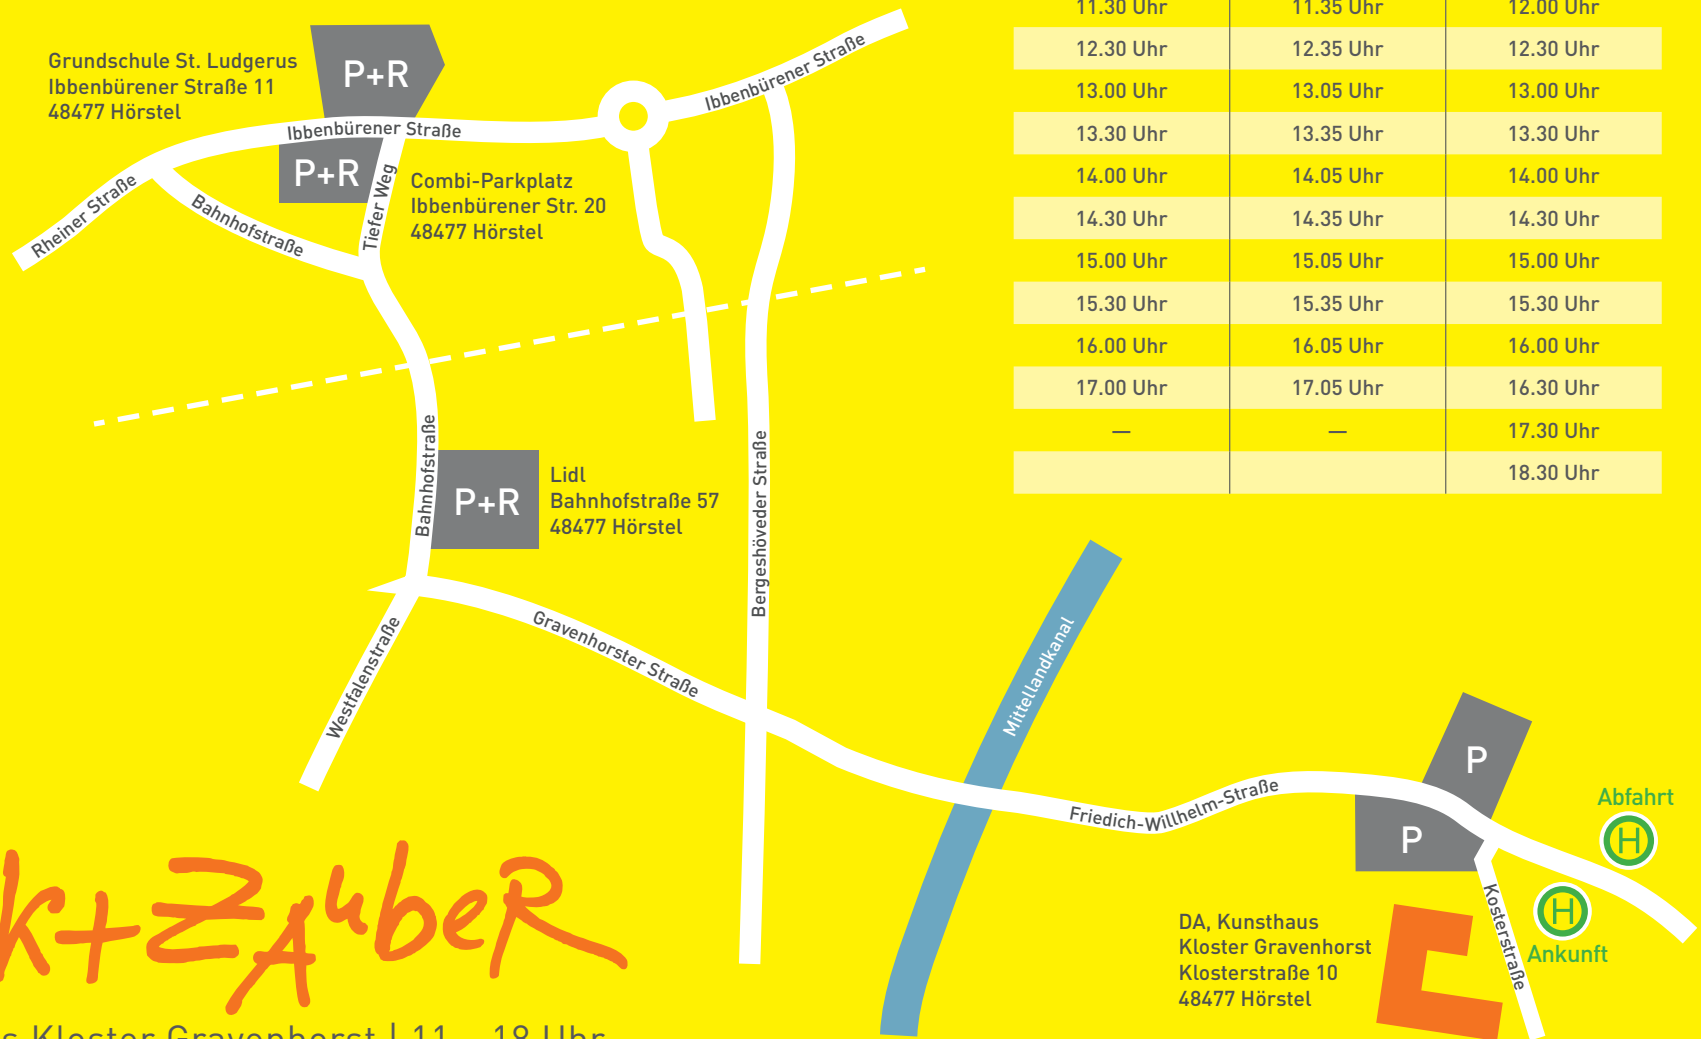 Grundschule St. Ludgerus
Ibbenbürener Straße 11
48477 Hörstel
P+R
Ibbenbürener Straße
Ibbenbürener Straße
P+R
Combi-Parkplatz
Ibbenbürener Str. 20
48477 Hörstel
Rheiner Straße
Bahnhofstraße
Tiefer Weg
Bahnhofstraße
P+R
Lidl
Bahnhofstraße 57
48477 Hörstel
Bergeshöveder Straße
Gravenhorster Straße
Westfalenstraße
Mittellandkanal
Friedich-Willhelm-Straße
P
P
Abfahrt
H
H
Ankunft
Kosterstraße
DA, Kunsthaus
Kloster Gravenhorst
Klosterstraße 10
48477 Hörstel
11.30 Uhr 11.35 Uhr 12.00 Uhr
12.30 Uhr 12.35 Uhr 12.30 Uhr
13.00 Uhr 13.05 Uhr 13.00 Uhr
13.30 Uhr 13.35 Uhr 13.30 Uhr
14.00 Uhr 14.05 Uhr 14.00 Uhr
14.30 Uhr 14.35 Uhr 14.30 Uhr
15.00 Uhr 15.05 Uhr 15.00 Uhr
15.30 Uhr 15.35 Uhr 15.30 Uhr
16.00 Uhr 16.05 Uhr 16.00 Uhr
17.00 Uhr 17.05 Uhr 16.30 Uhr
— — 17.30 Uhr
18.30 Uhr
k+ZAubeR
s Kloster Gravenhorst | 11 – 18 Uhr